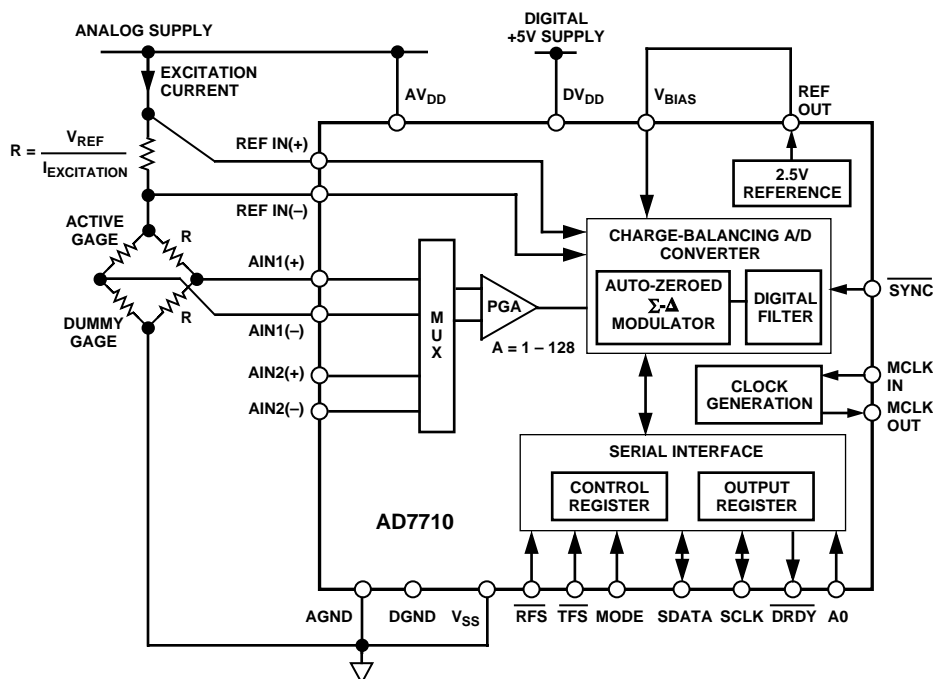 ANALOG SUPPLY
DIGITAL
+5V SUPPLY
EXCITATION
CURRENT
AVDD
DVDD
VBIAS
REF
OUT
R = VREF
IEXCITATION
REF IN(+)
REF IN(–)
2.5V
REFERENCE
ACTIVE
GAGE
R
DUMMY
GAGE
R
AIN1(+)
AIN1(–)
AIN2(+)
AIN2(–)
M
U
X
PGA
A = 1 – 128
CHARGE-BALANCING A/D
CONVERTER
AUTO-ZEROED
Σ-Δ
MODULATOR
DIGITAL
FILTER
SYNC
CLOCK
GENERATION
MCLK
IN
MCLK
OUT
SERIAL INTERFACE
CONTROL
REGISTER
OUTPUT
REGISTER
AD7710
AGND
DGND
VSS
RFS
TFS
MODE
SDATA
SCLK
DRDY
A0